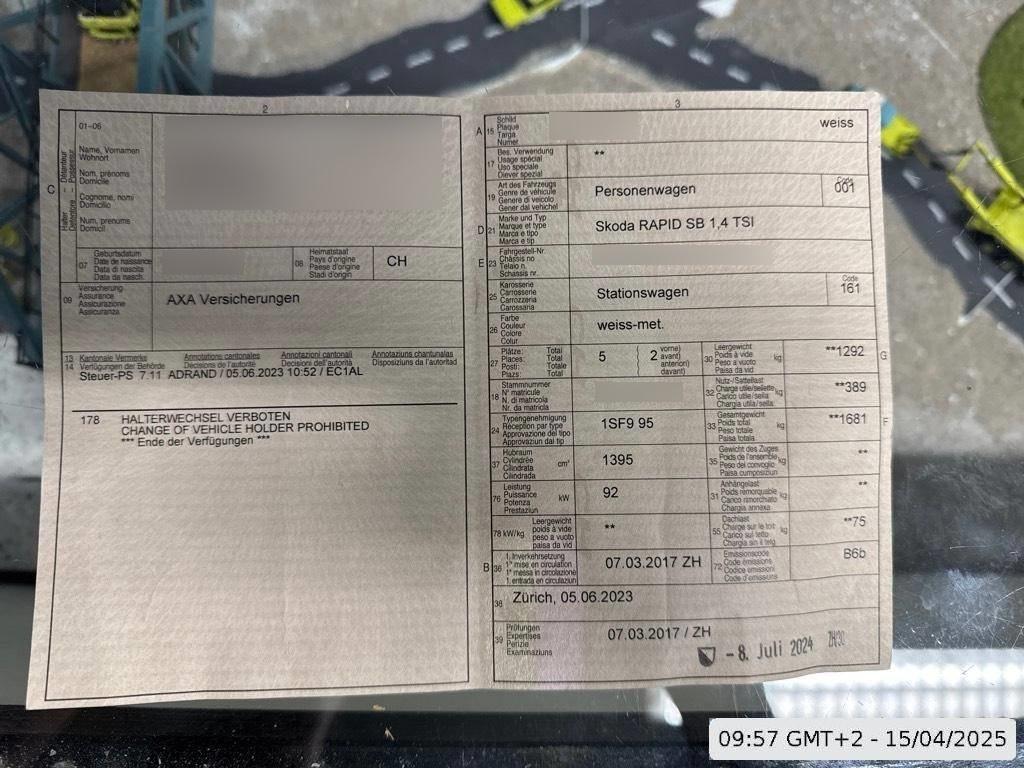 2
01-06
Name, Vornamen
Wohnort
Nom, prénoms
Domicile
Cognome, nomi
Domicilio
Num, prenums
Domicil
C
Halter – Détenteur
Detentore – Possessur
07
Geburtsdatum
Date de naissance
Data di nascita
Data da nasch.
08
Heimatstaat
Pays d'origine
Paese d'origine
Stadi d'origin
CH
09
Versicherung
Assurance
Assicurazione
Assicuranza
AXA Versicherungen
13
14
Kantonale Vermerke
Verfügungen der Behörde
Annotations cantonales
Décisions de l'autorité
Annotazioni cantonali
Decisioni dell'autorità
Annotaziuns chantunalas
Disposiziuns da l'autoritad
Steuer-PS 7.11 ADRAND / 05.06.2023 10:52 / EC1AL
178 HALTERWECHSEL VERBOTEN
CHANGE OF VEHICLE HOLDER PROHIBITED
*** Ende der Verfügungen ***
3
A 15
Schild
Plaque
Targa
Numer
weiss
17
Bes. Verwendung
Usage spécial
Uso speciale
Diever spezial
**
19
Art des Fahrzeugs
Genre de véhicule
Genere di veicolo
Gener dal vehichel
Personenwagen
Code
001
D 21
Marke und Typ
Marque et type
Marca e tipo
Marca e tip
Skoda RAPID SB 1,4 TSI
E 23
Fahrgestell-Nr.
Châssis no
Telaio n.
Schassis nr.
25
Karosserie
Carrosserie
Carrozzeria
Carossaria
Stationswagen
Code
161
26
Farbe
Couleur
Colore
Colur
weiss-met.
27
Plätze: Total
Places: Total
Posti: Totale
Plazs: Total
5
2
vorne)
avant)
anteriori)
davant)
30
Leergewicht
Poids à vide
Peso a vuoto
Paisa da vid
kg
**1292
G
18
Stammnummer
N° matricule
N. di matricola
Nr. da matricla
32
Nutz-/Sattellast
Charge utile/sellette
Carico utile/sella
Chargia utila/sella
kg
**389
24
Typengenehmigung
Réception par type
Approvazione del tipo
Approvaziun dal tip
1SF9 95
33
Gesamtgewicht
Poids total
Peso totale
Paisa totala
kg
**1681
F
37
Hubraum
Cylindrée
Cilindrata
Cilindrada
cm³
1395
35
Gewicht des Zuges
Poids de l'ensemble
Peso del convoglio
Paisa cumposiziun
kg
**
76
Leistung
Puissance
Potenza
Prestaziun
kW
92
31
Anhängelast
Poids remorquable
Carico rimorchiato
Chargia annexa
kg
**
78 kW/kg
Leergewicht
poids à vide
peso a vuoto
paisa da vid
**
55
Dachlast
Charge sur le toit
Carico sul tetto
Chargia sin il tetg
kg
**75
B 36
1. Inverkehrsetzung
1re mise en circulation
1a messa in circolazione
1. entrada en circulaziun
07.03.2017 ZH
72
Emissionscode
Code émissions
Codice emissioni
Code d'emissiuns
B6b
38
Zürich, 05.06.2023
39
Prüfungen
Expertises
Perizie
Examinaziuns
07.03.2017 / ZH
- 8. Juli 2024
09:57 GMT+2 - 15/04/2025